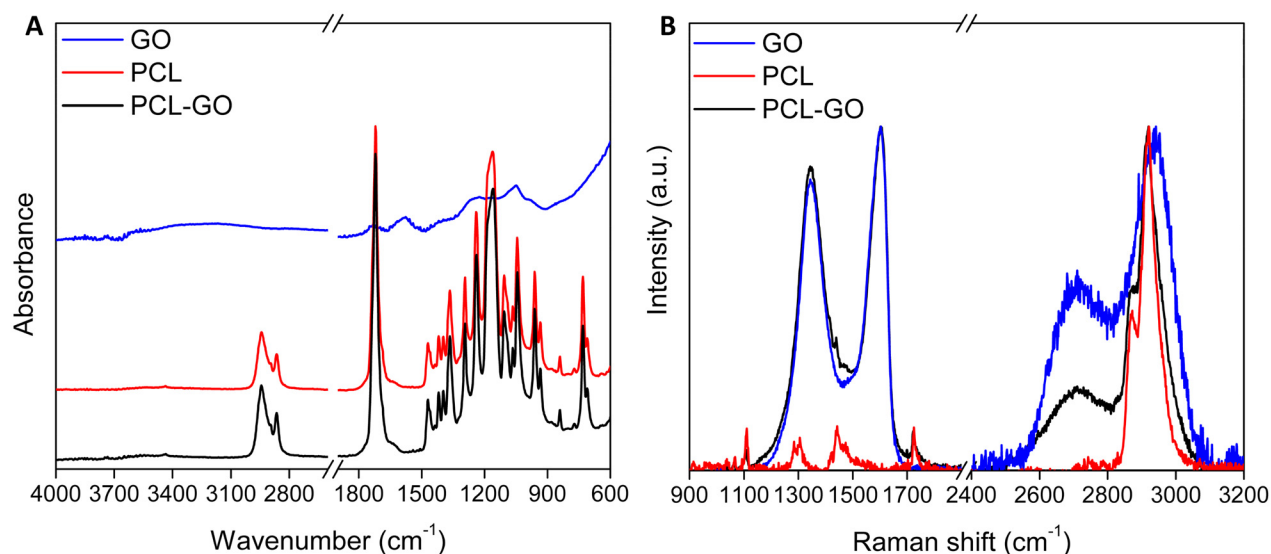 A
GO
PCL
PCL-GO
Absorbance
4000 3700 3100 2800 1800 1500 1200 900 600
Wavenumber (cm⁻¹)
B
GO
PCL
PCL-GO
Intensity (a.u.)
900 1100 1300 1500 1700 2400 2600 2800 3000 3200
Raman shift (cm⁻¹)